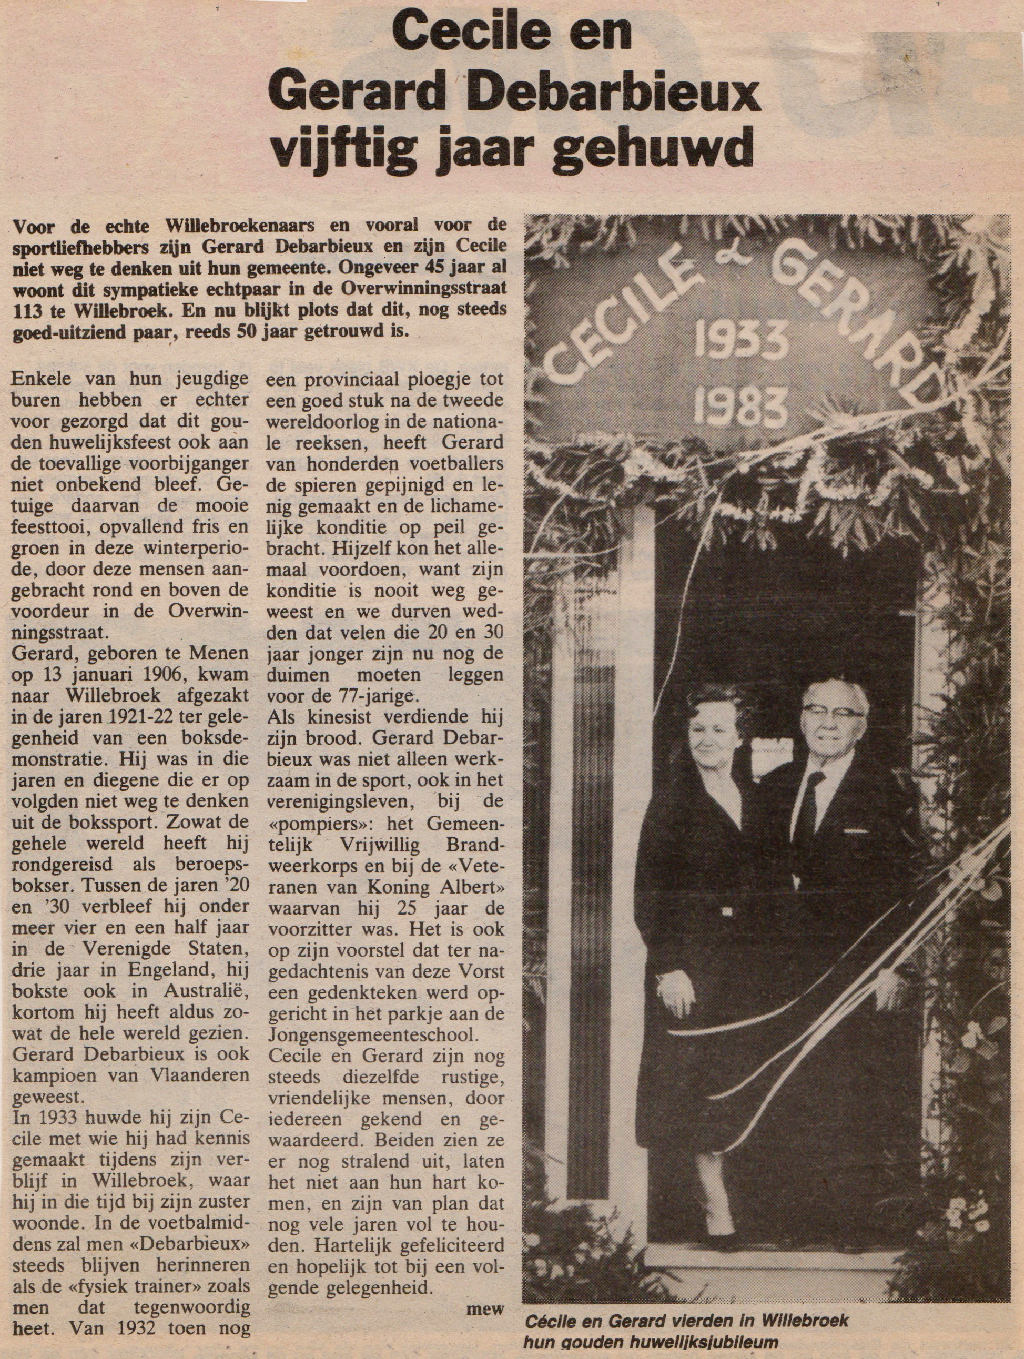 Cecile en
Gerard Debarbieux
vijftig jaar gehuwd
Voor de echte Willebroekenaars en vooral voor de
sportliefhebbers zijn Gerard Debarbieux en zijn Cecile
niet weg te denken uit hun gemeente. Ongeveer 45 jaar al
woont dit sympatieke echtpaar in de Overwinningsstraat
113 te Willebroek. En nu blijkt plots dat dit, nog steeds
goed-uitziend paar, reeds 50 jaar getrouwd is.
Enkele van hun jeugdige
buren hebben er echter
voor gezorgd dat dit gou-
den huwelijksfeest ook aan
de toevallige voorbijganger
niet onbekend bleef. Ge-
tuige daarvan de mooie
feesttooi, opvallend fris en
groen in deze winterperio-
de, door deze mensen aan-
gebracht rond en boven de
voordeur in de Overwin-
ningsstraat.
Gerard, geboren te Menen
op 13 januari 1906, kwam
naar Willebroek afgezakt
in de jaren 1921-22 ter gele-
genheid van een boksde-
monstratie. Hij was in die
jaren en diegene die er op
volgden niet weg te denken
uit de bokssport. Zowat de
gehele wereld heeft hij
rondgereisd als beroeps-
bokser. Tussen de jaren '20
en '30 verbleef hij onder
meer vier en een half jaar
in de Verenigde Staten,
drie jaar in Engeland, hij
bokste ook in Australië,
kortom hij heeft aldus zo-
wat de hele wereld gezien.
Gerard Debarbieux is ook
kampioen van Vlaanderen
geweest.
In 1933 huwde hij zijn Ce-
cile met wie hij had kennis
gemaakt tijdens zijn ver-
blijf in Willebroek, waar
hij in die tijd bij zijn zuster
woonde. In de voetbalmid-
dens zal men «Debarbieux»
steeds blijven herinneren
als de «fysiek trainer» zoals
men dat tegenwoordig
heet. Van 1932 toen nog
een provinciaal ploegje tot
een goed stuk na de tweede
wereldoorlog in de nationa-
le reeksen, heeft Gerard
van honderden voetballers
de spieren gepijnigd en le-
nig gemaakt en de lichame-
lijke konditie op peil ge-
bracht. Hijzelf kon het alle-
maal voordoen, want zijn
konditie is nooit weg ge-
weest en we durven wed-
den dat velen die 20 en 30
jaar jonger zijn nu nog de
duimen moeten leggen
voor de 77-jarige.
Als kinesist verdiende hij
zijn brood. Gerard Debar-
bieux was niet alleen werk-
zaam in de sport, ook in het
verenigingsleven, bij de
«pompiers»: het Gemeen-
telijk Vrijwillig Brand-
weerkorps en bij de «Vete-
ranen van Koning Albert»
waarvan hij 25 jaar de
voorzitter was. Het is ook
op zijn voorstel dat ter na-
gedachtenis van deze Vorst
een gedenkteken werd op-
gericht in het parkje aan de
Jongensgemeenteschool.
Cecile en Gerard zijn nog
steeds diezelfde rustige,
vriendelijke mensen, door
iedereen gekend en ge-
waardeerd. Beiden zien ze
er nog stralend uit, laten
het niet aan hun hart ko-
men, en zijn van plan dat
nog vele jaren vol te hou-
den. Hartelijk gefeliciteerd
en hopelijk tot bij een vol-
gende gelegenheid.
mew
CECILE & GERARD
1933
1983
Cécile en Gerard vierden in Willebroek
hun gouden huwelijksjubileum